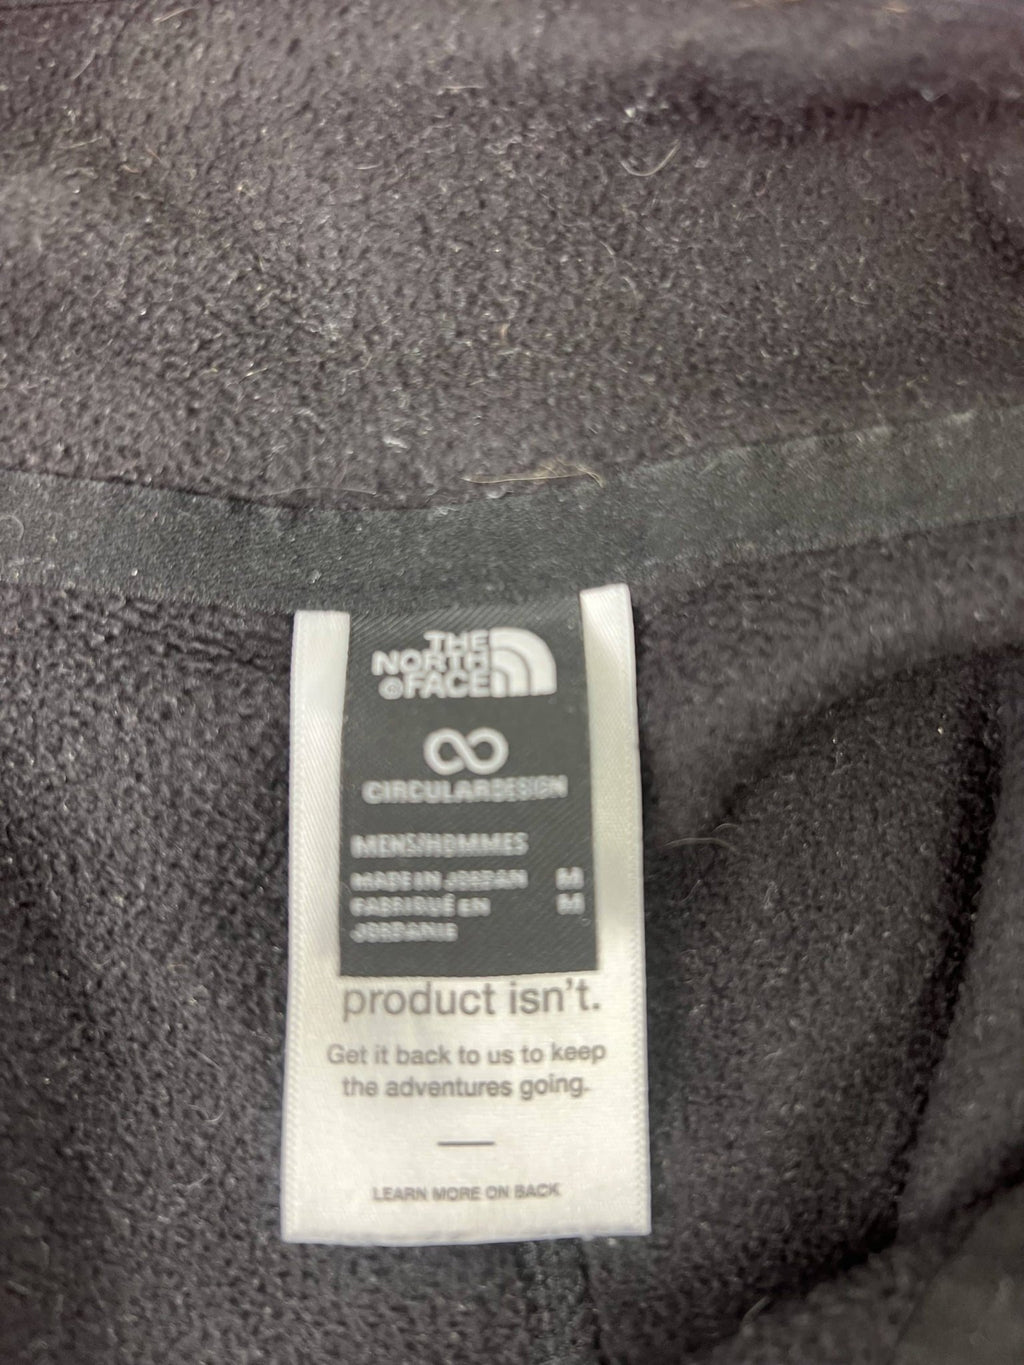 THE
NORTH
FACE
CIRCULARDESIGN
MENS/HOMMES
MADE IN JORDAN M
FABRIQUÉ EN M
JORDANIE
product isn't.
Get it back to us to keep
the adventures going.
LEARN MORE ON BACK